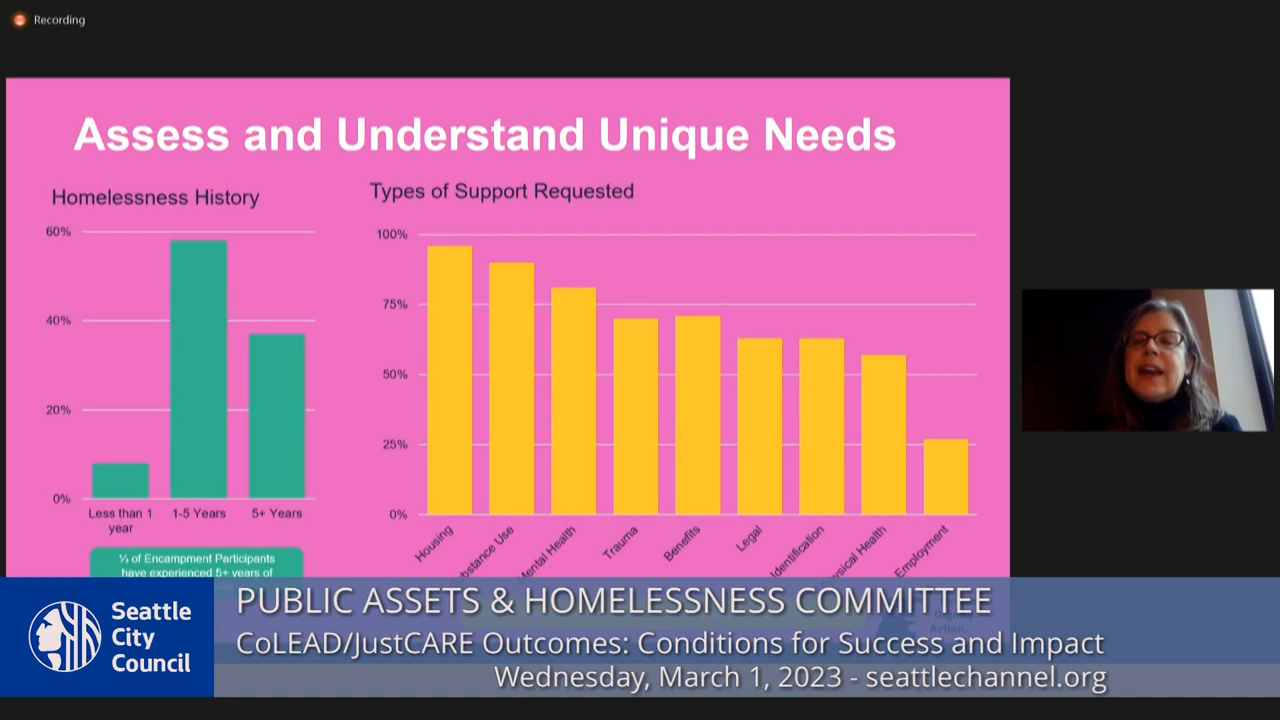 Recording
Assess and Understand Unique Needs
Homelessness History
60%
40%
20%
0%
Less than 1
year
1-5 Years
5+ Years
⅓ of Encampment Participants
have experienced 5+ years of
Types of Support Requested
100%
75%
50%
25%
0%
Housing
bstance Use
Mental Health
Trauma
Benefits
Legal
Identification
ysical Health
Employment
Action
Seattle
City
Council
PUBLIC ASSETS & HOMELESSNESS COMMITTEE
CoLEAD/JustCARE Outcomes: Conditions for Success and Impact
Wednesday, March 1, 2023 - seattlechannel.org